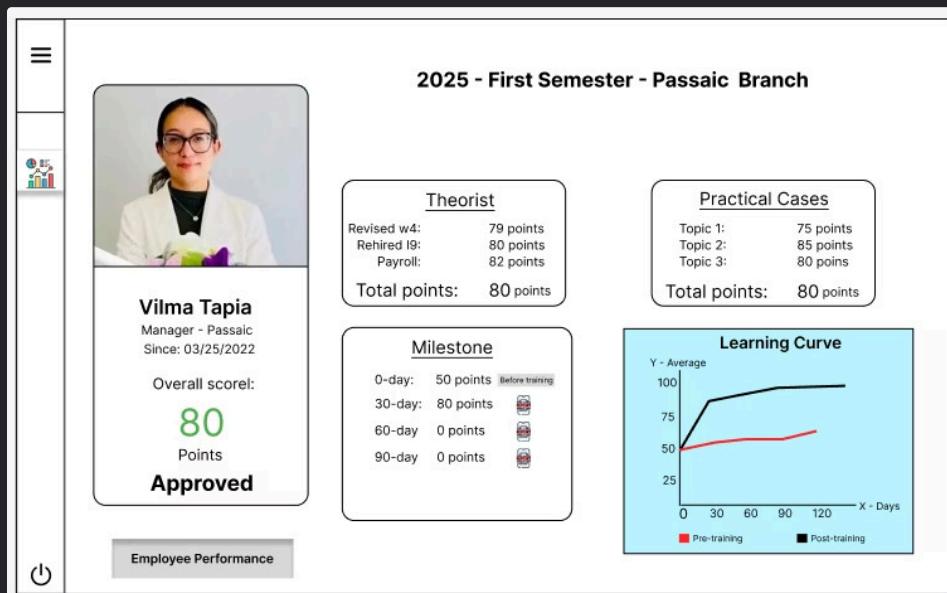 2025 - First Semester - Passaic Branch
Vilma Tapia
Manager - Passaic
Since: 03/25/2022
Overall scorel:
80
Points
Approved
Employee Performance
Theorist
Revised w4: 79 points
Rehired I9: 80 points
Payroll: 82 points
Total points: 80 points
Practical Cases
Topic 1: 75 points
Topic 2: 85 points
Topic 3: 80 poins
Total points: 80 points
Milestone
0-day: 50 points Before training
30-day: 80 points
60-day 0 points
90-day 0 points
Learning Curve
Y - Average
100
75
50
25
0 30 60 90 120
X - Days
Pre-training Post-training